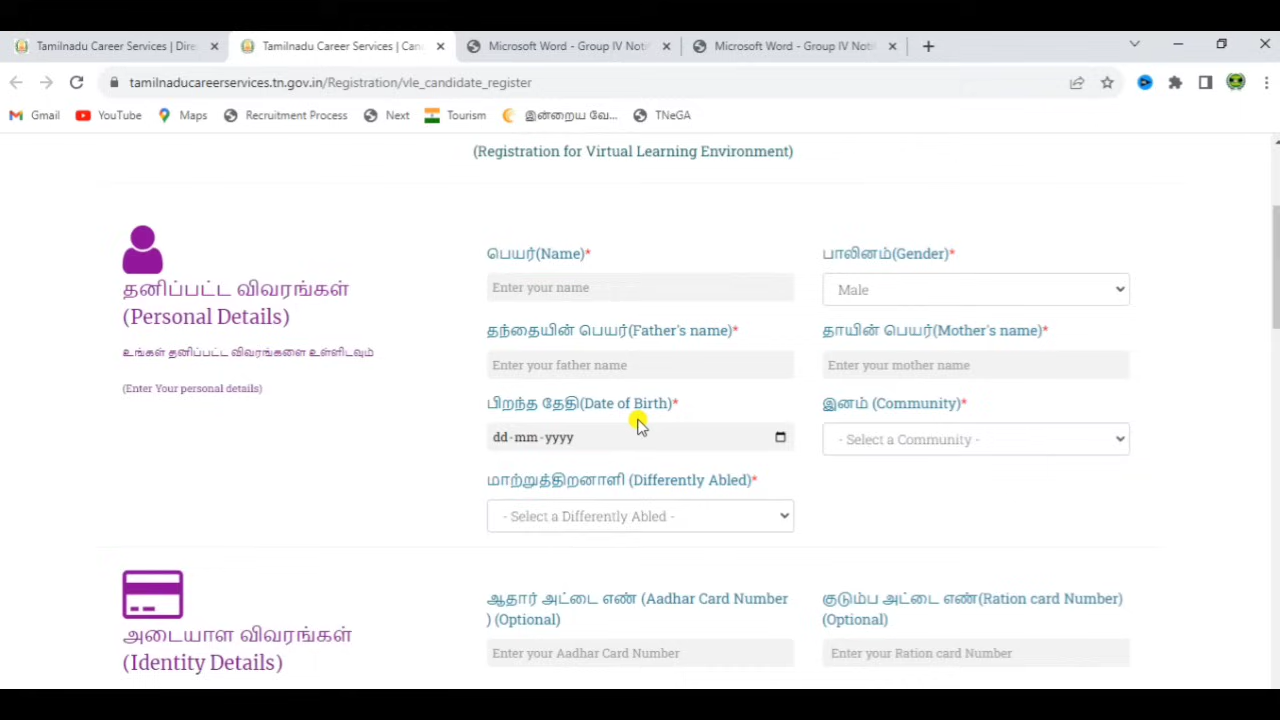 Tamilnadu Career Services | Dire
Tamilnadu Career Services | Can
Microsoft Word - Group IV Noti
Microsoft Word - Group IV Notif
tamilnaducareerservices.tn.gov.in/Registration/vle_candidate_register
Gmail
YouTube
Maps
Recruitment Process
Next
Tourism
இன்றைய வே...
TNeGA
(Registration for Virtual Learning Environment)
தனிப்பட்ட விவரங்கள்
(Personal Details)
உங்கள் தனிப்பட்ட விவரங்களை உள்ளிடவும்
(Enter Your personal details)
பெயர்(Name)*
Enter your name
பாலினம்(Gender)*
Male
தந்தையின் பெயர்(Father's name)*
Enter your father name
தாயின் பெயர்(Mother's name)*
Enter your mother name
பிறந்த தேதி(Date of Birth)*
dd-mm-yyyy
இனம் (Community)*
- Select a Community -
மாற்றுத்திறனாளி (Differently Abled)*
- Select a Differently Abled -
அடையாள விவரங்கள்
(Identity Details)
ஆதார் அட்டை எண் (Aadhar Card Number
) (Optional)
Enter your Aadhar Card Number
குடும்ப அட்டை எண்(Ration card Number)
(Optional)
Enter your Ration card Number